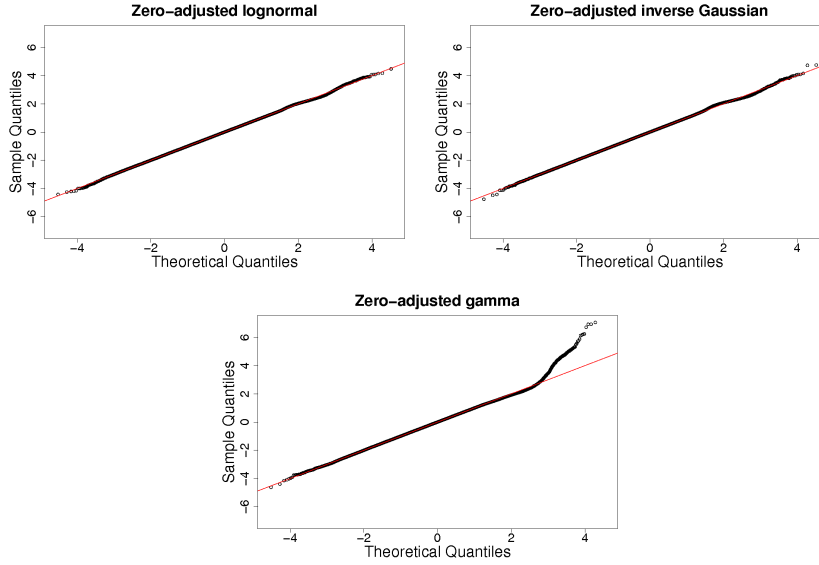 Zero−adjusted lognormal
Zero−adjusted inverse Gaussian
Sample Quantiles
6
4
2
0
−2
−4
−6
−4 −2 0 2 4
Theoretical Quantiles
Sample Quantiles
6
4
2
0
−2
−4
−6
−4 −2 0 2 4
Theoretical Quantiles
Zero−adjusted gamma
Sample Quantiles
6
4
2
0
−2
−4
−6
−4 −2 0 2 4
Theoretical Quantiles